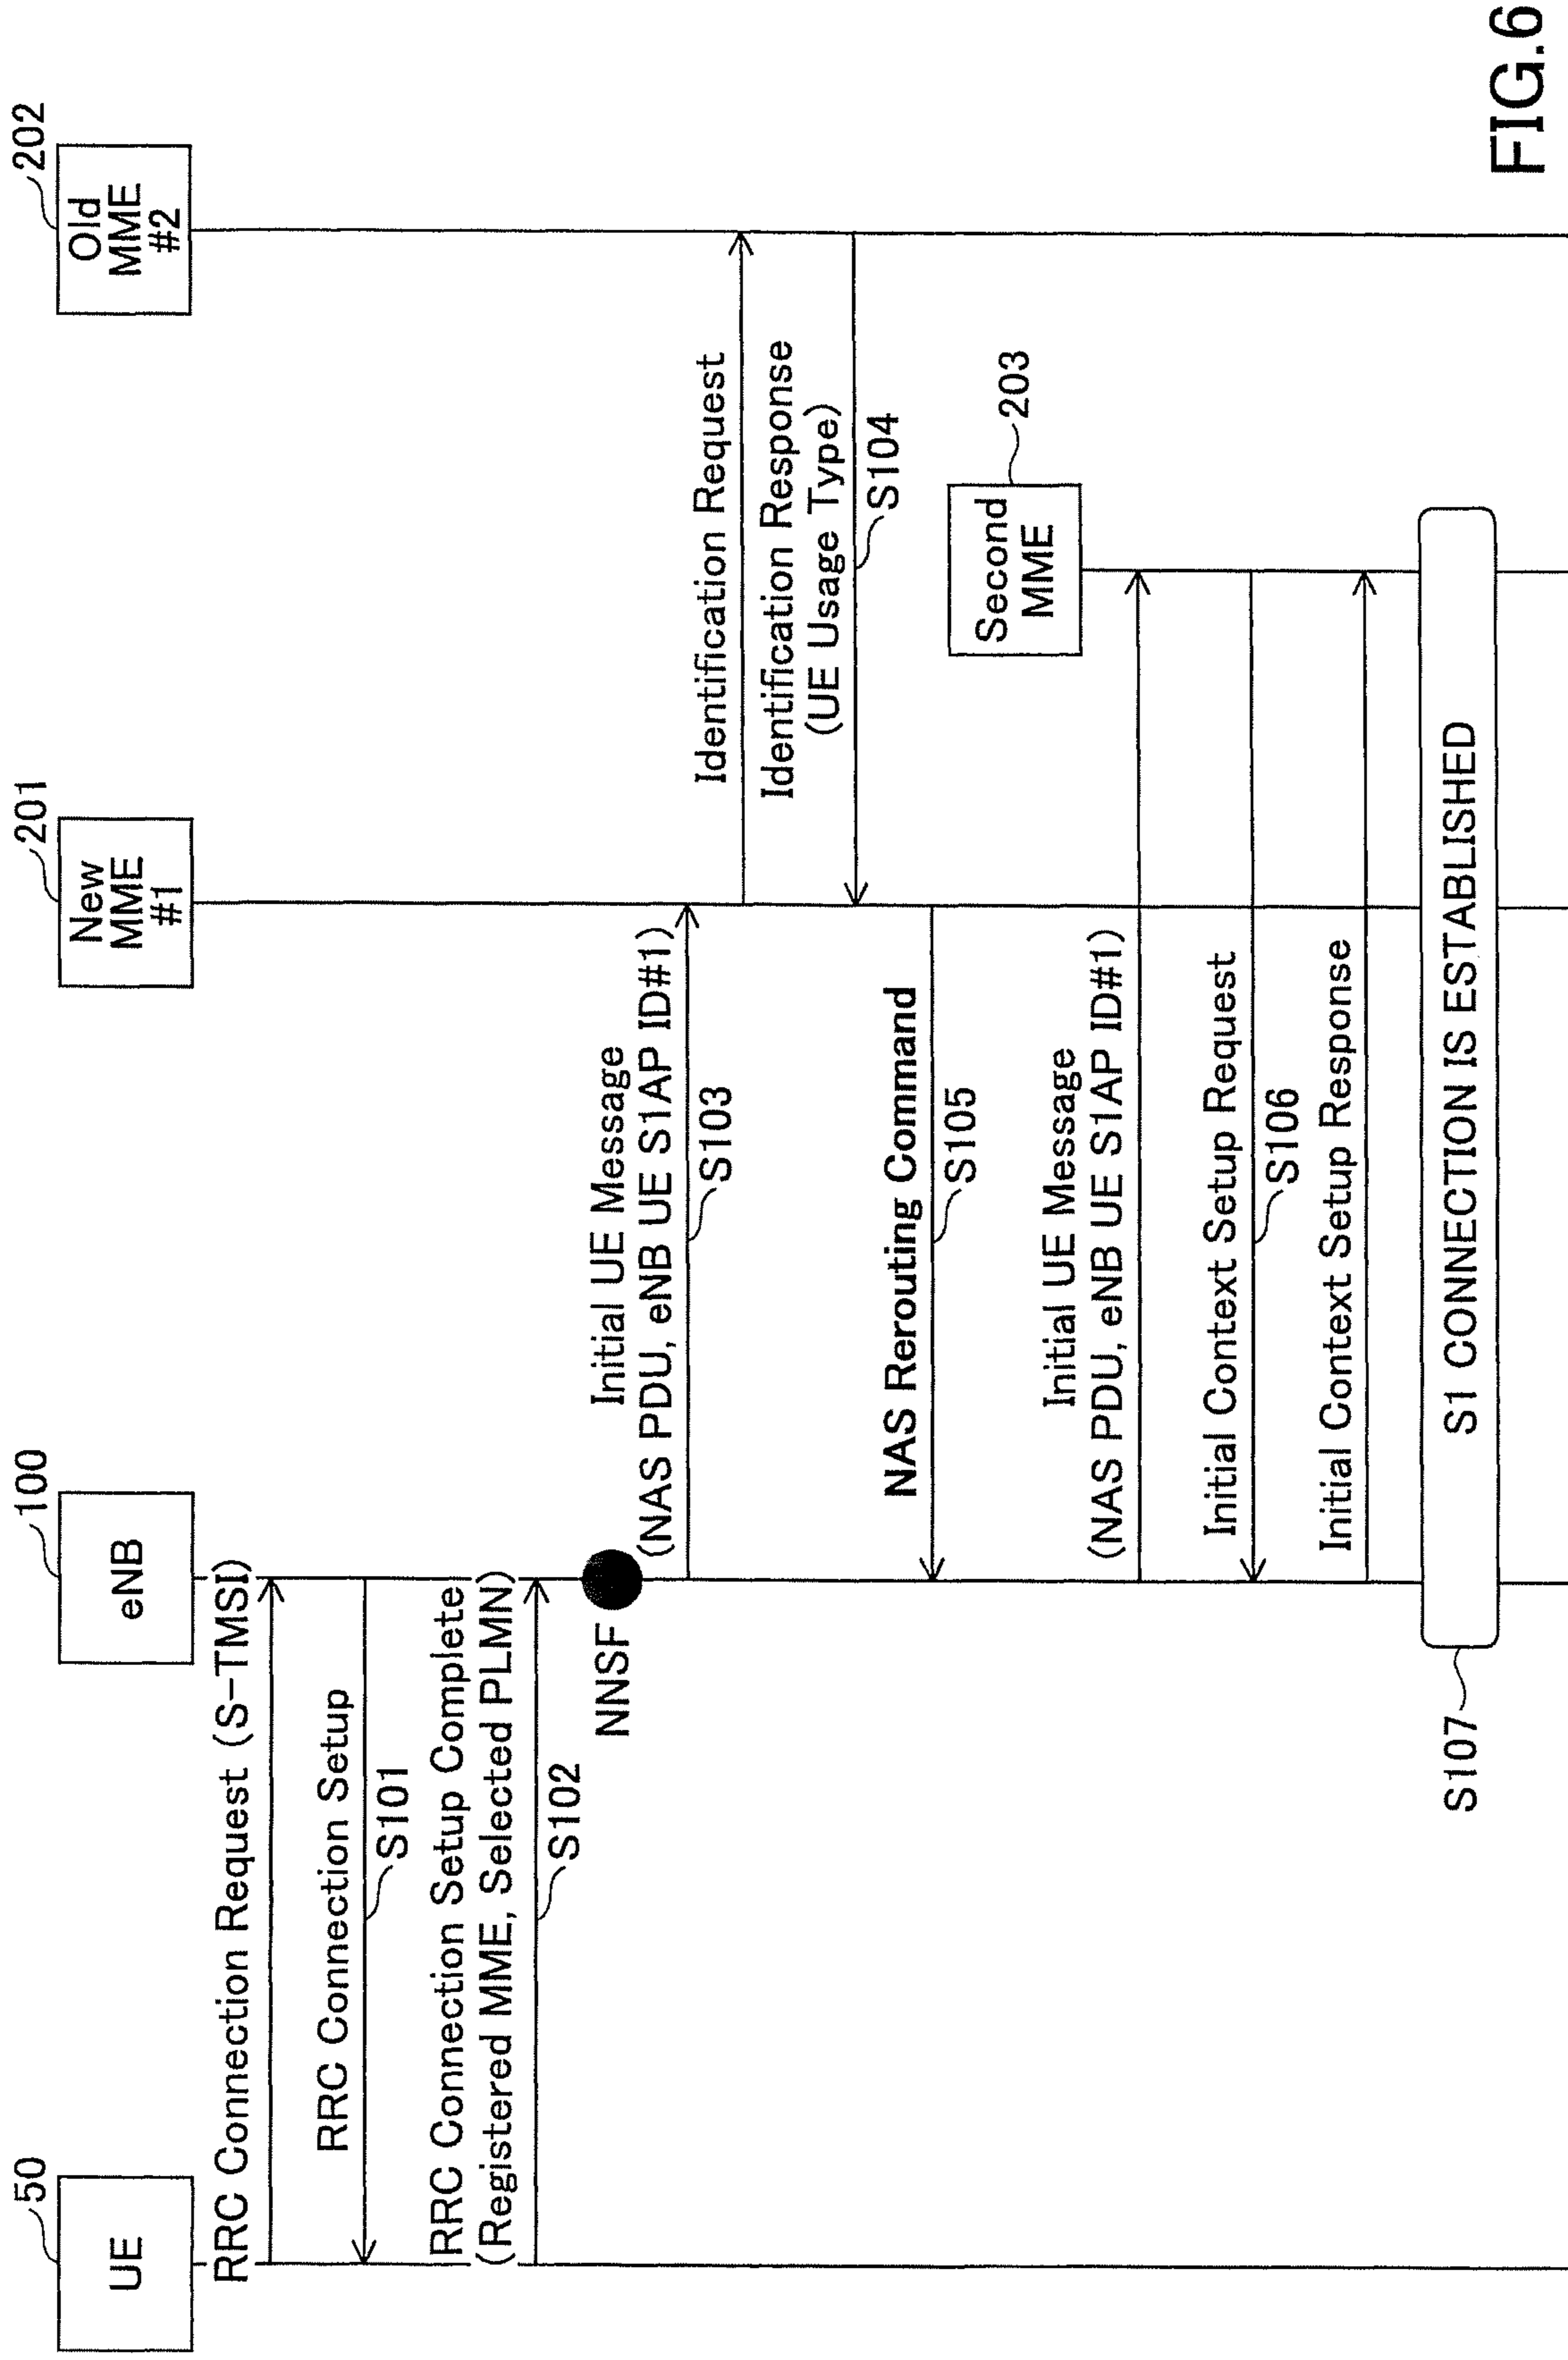 50
UE
100
eNB
201
New
MME
#1
202
Old
MME
#2
RRC Connection Request (S-TMSI)
RRC Connection Setup
S101
RRC Connection Setup Complete
(Registered MME, Selected PLMN)
S102
NNSF
Initial UE Message
(NAS PDU, eNB UE S1AP ID#1)
S103
Identification Request
Identification Response
(UE Usage Type)
S104
NAS Rerouting Command
S105
203
Second
MME
Initial UE Message
(NAS PDU, eNB UE S1AP ID#1)
Initial Context Setup Request
S106
Initial Context Setup Response
S1 CONNECTION IS ESTABLISHED
S107
FIG.6